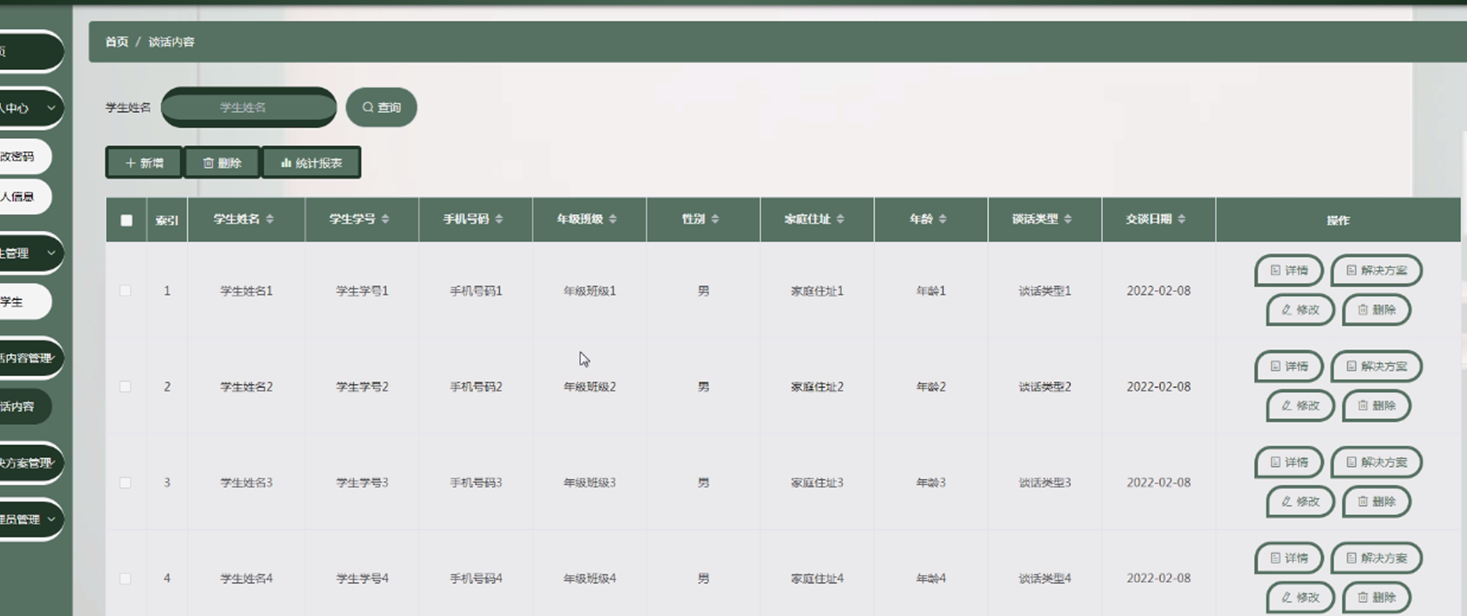 首页 / 谈话内容
页
人中心
改密码
人信息
生管理
学生
话内容管理
话内容
决方案管理
理员管理
学生姓名 学生姓名 查询
新增 删除 统计报表
索引 学生姓名 学生学号 手机号码 年级班级 性别 家庭住址 年龄 谈话类型 交谈日期 操作
1 学生姓名1 学生学号1 手机号码1 年级班级1 男 家庭住址1 年龄1 谈话类型1 2022-02-08 详情 解决方案
修改 删除
2 学生姓名2 学生学号2 手机号码2 年级班级2 男 家庭住址2 年龄2 谈话类型2 2022-02-08 详情 解决方案
修改 删除
3 学生姓名3 学生学号3 手机号码3 年级班级3 男 家庭住址3 年龄3 谈话类型3 2022-02-08 详情 解决方案
修改 删除
4 学生姓名4 学生学号4 手机号码4 年级班级4 男 家庭住址4 年龄4 谈话类型4 2022-02-08 详情 解决方案
修改 删除